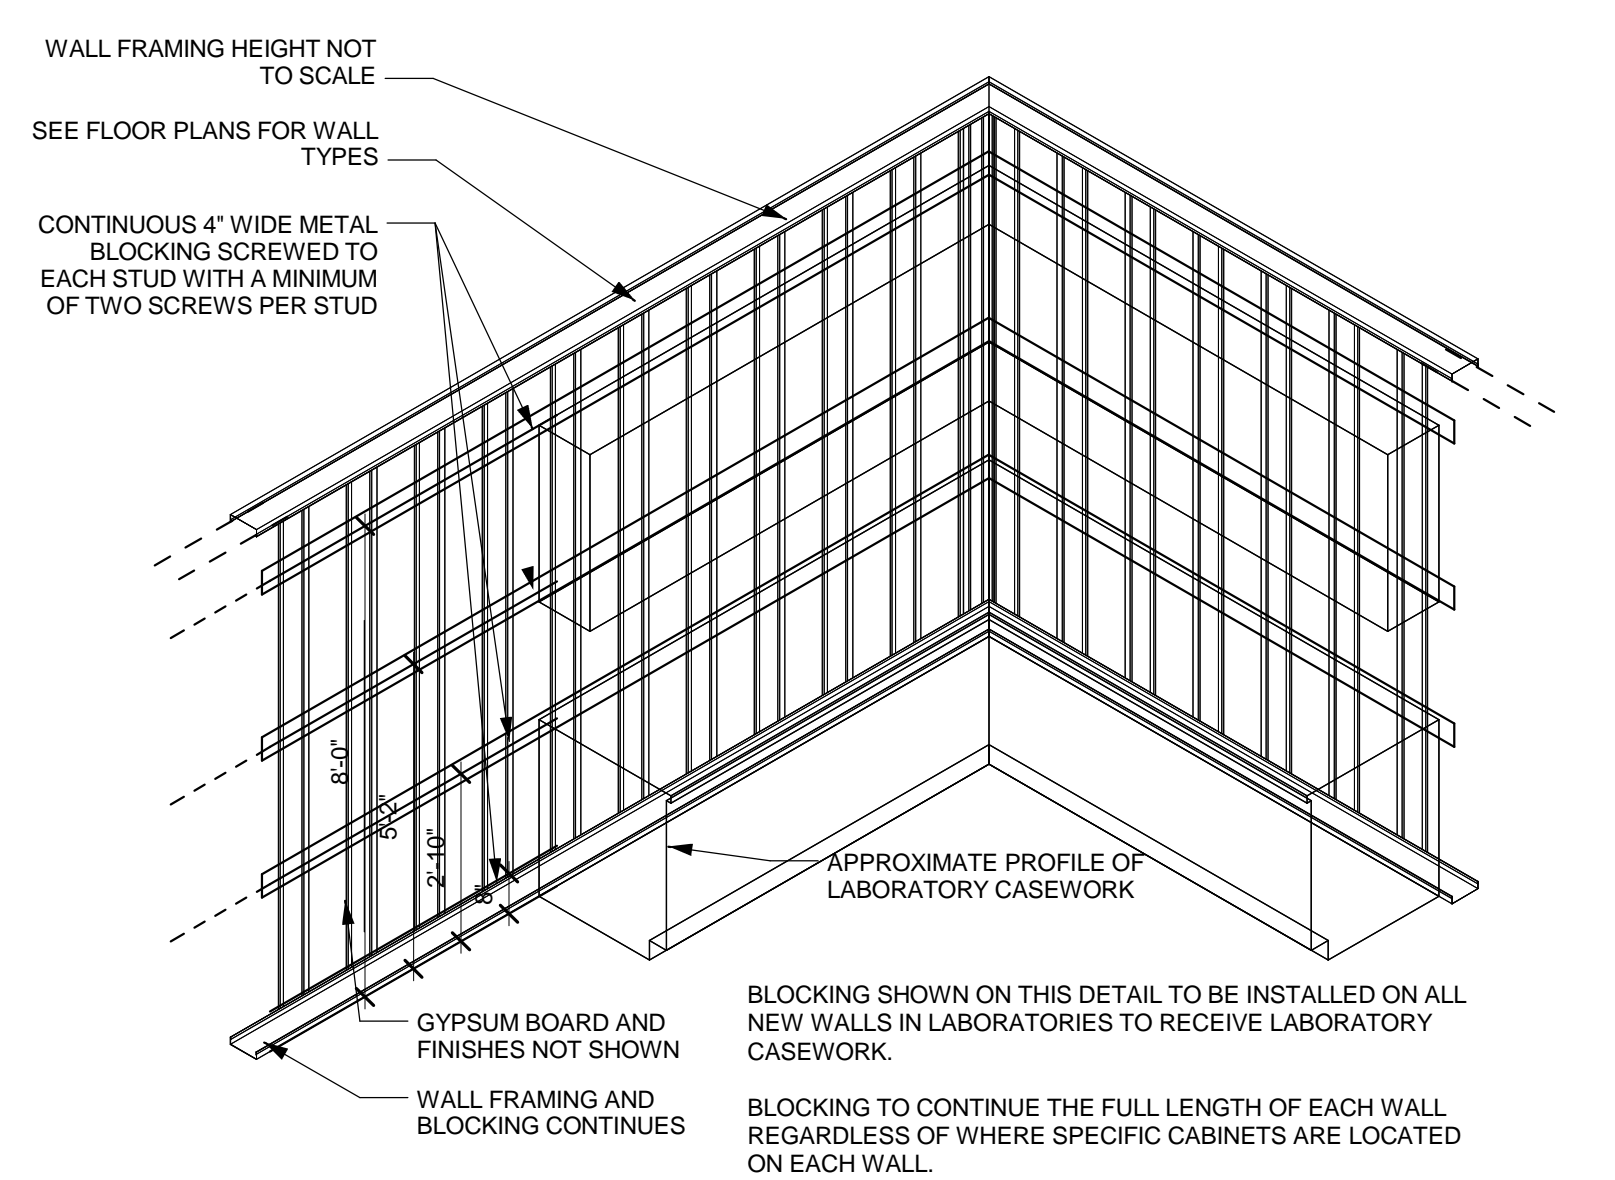 WALL FRAMING HEIGHT NOT
TO SCALE
SEE FLOOR PLANS FOR WALL
TYPES
CONTINUOUS 4" WIDE METAL
BLOCKING SCREWED TO
EACH STUD WITH A MINIMUM
OF TWO SCREWS PER STUD
8'-0"
5'-2"
2'-10"
8"
APPROXIMATE PROFILE OF
LABORATORY CASEWORK
GYPSUM BOARD AND
FINISHES NOT SHOWN
WALL FRAMING AND
BLOCKING CONTINUES
BLOCKING SHOWN ON THIS DETAIL TO BE INSTALLED ON ALL
NEW WALLS IN LABORATORIES TO RECEIVE LABORATORY
CASEWORK.
BLOCKING TO CONTINUE THE FULL LENGTH OF EACH WALL
REGARDLESS OF WHERE SPECIFIC CABINETS ARE LOCATED
ON EACH WALL.